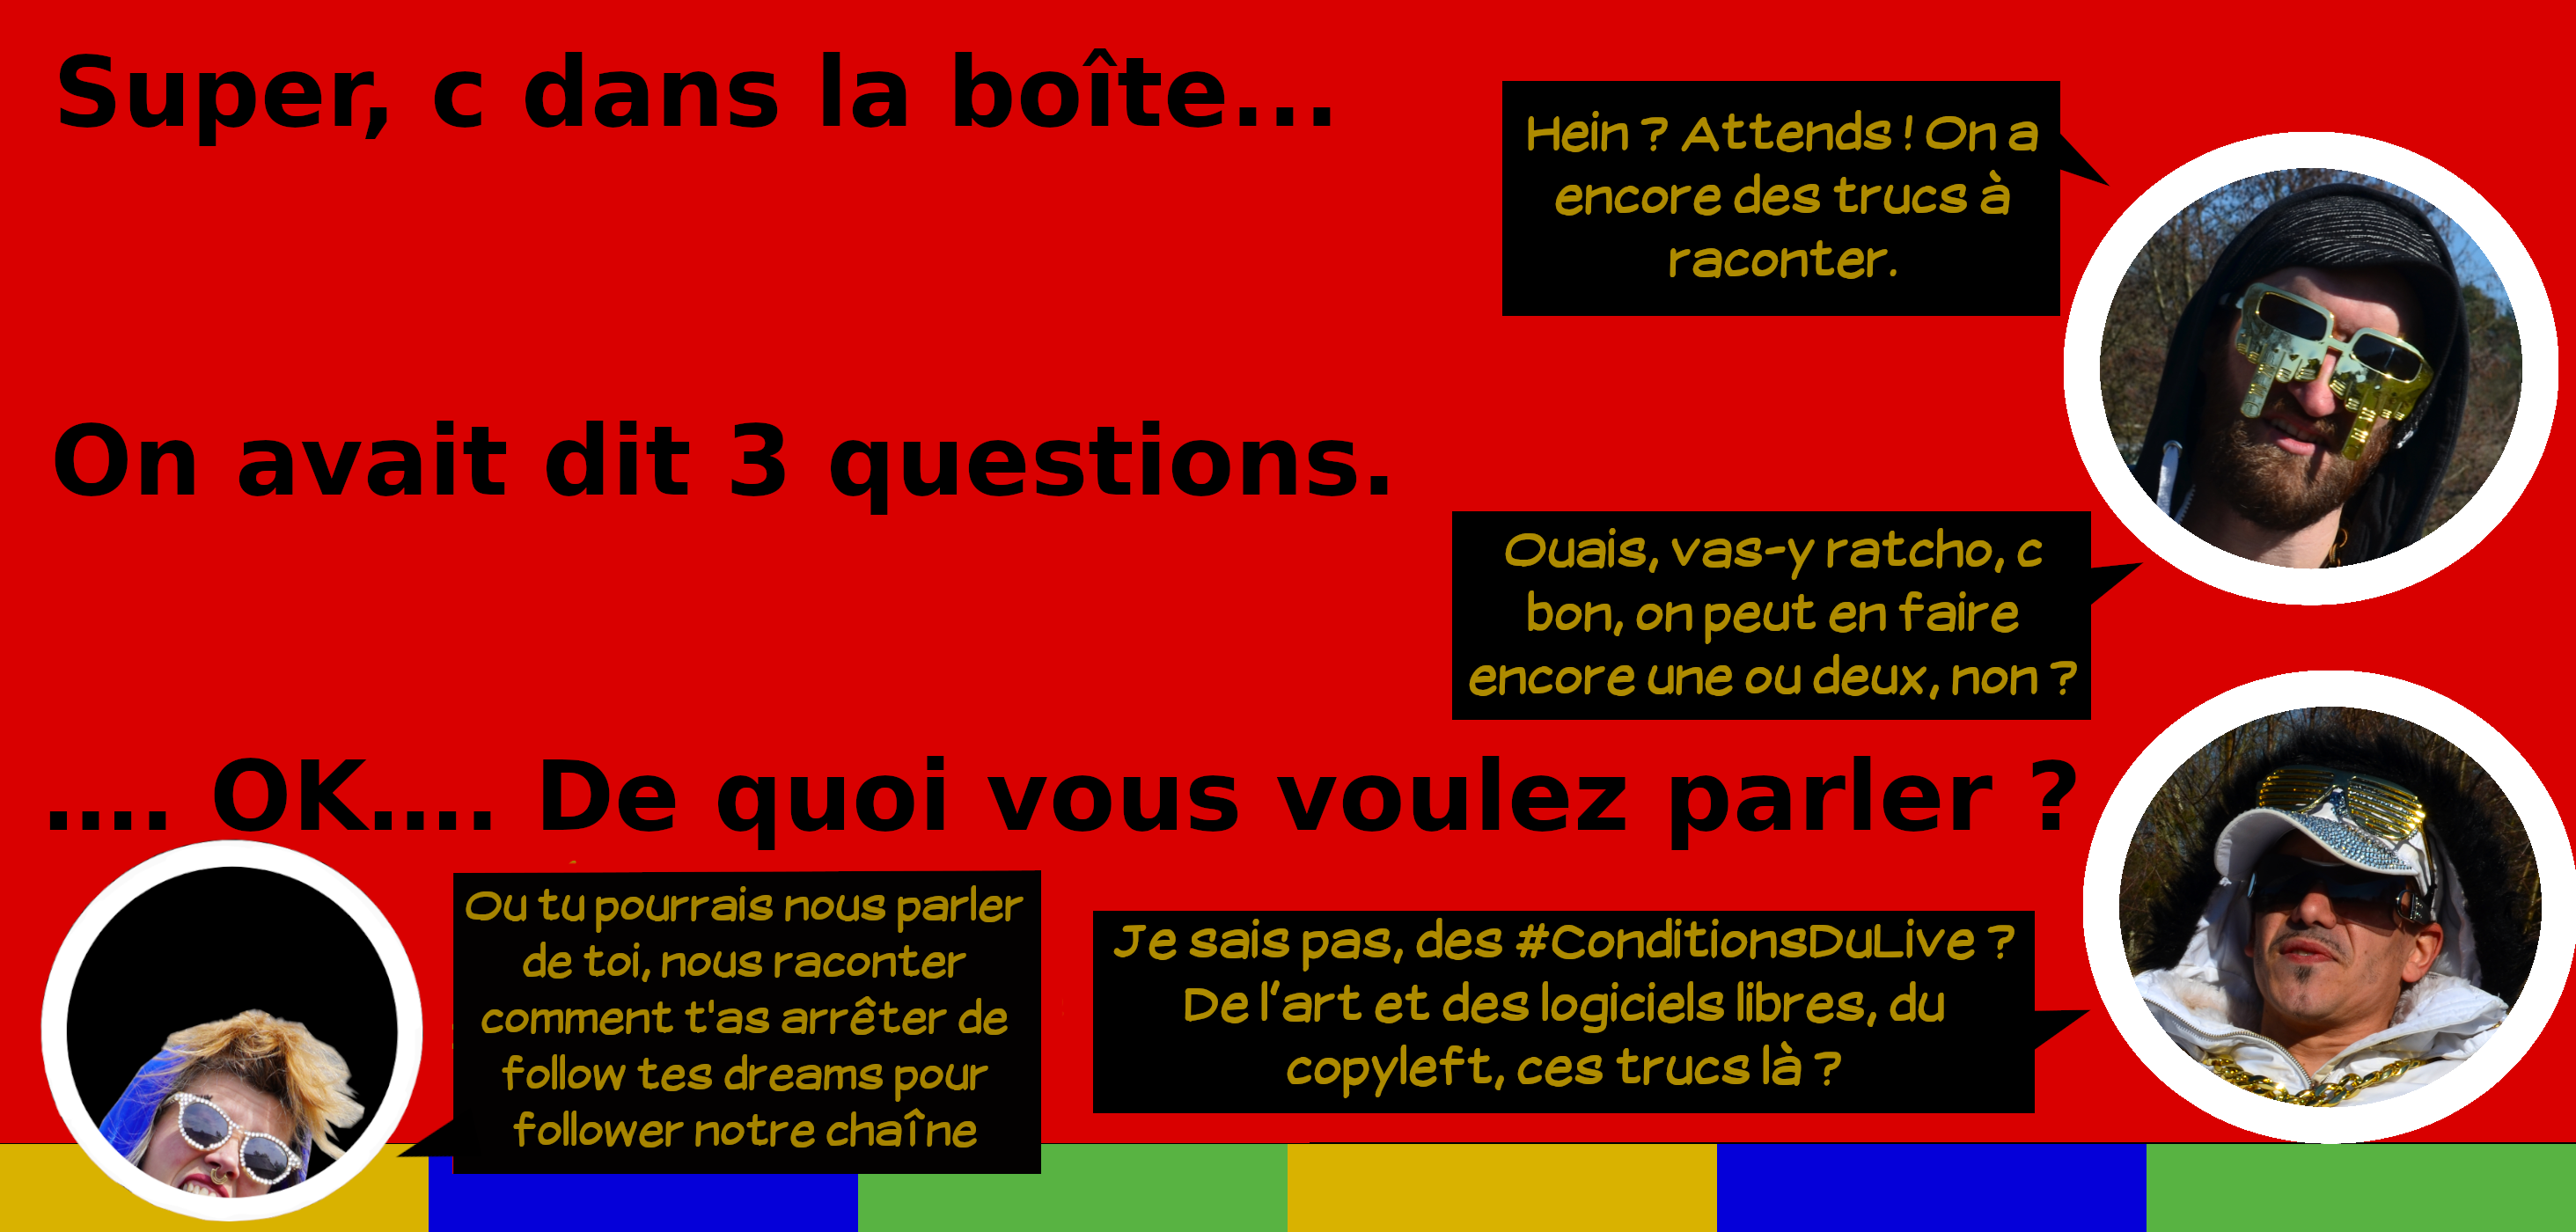 Super, c dans la boîte...
Hein ? Attends ! On a
encore des trucs à
raconter.
On avait dit 3 questions.
Ouais, vas-y ratcho, c
bon, on peut en faire
encore une ou deux, non ?
.... OK.... De quoi vous voulez parler ?
Je sais pas, des #ConditionsDuLive ?
De l'art et des logiciels libres, du
copyleft, ces trucs là ?
Ou tu pourrais nous parler
de toi, nous raconter
comment t'as arrêter de
follow tes dreams pour
follower notre chaîne